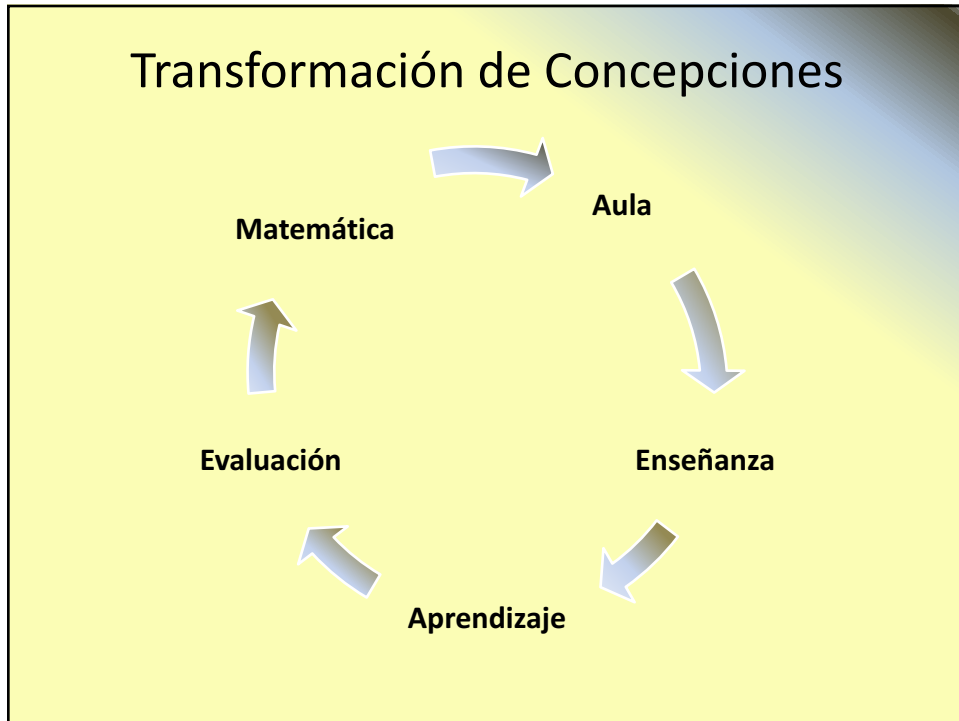 Transformación de Concepciones
Aula
Matemática
Evaluación
Enseñanza
Aprendizaje